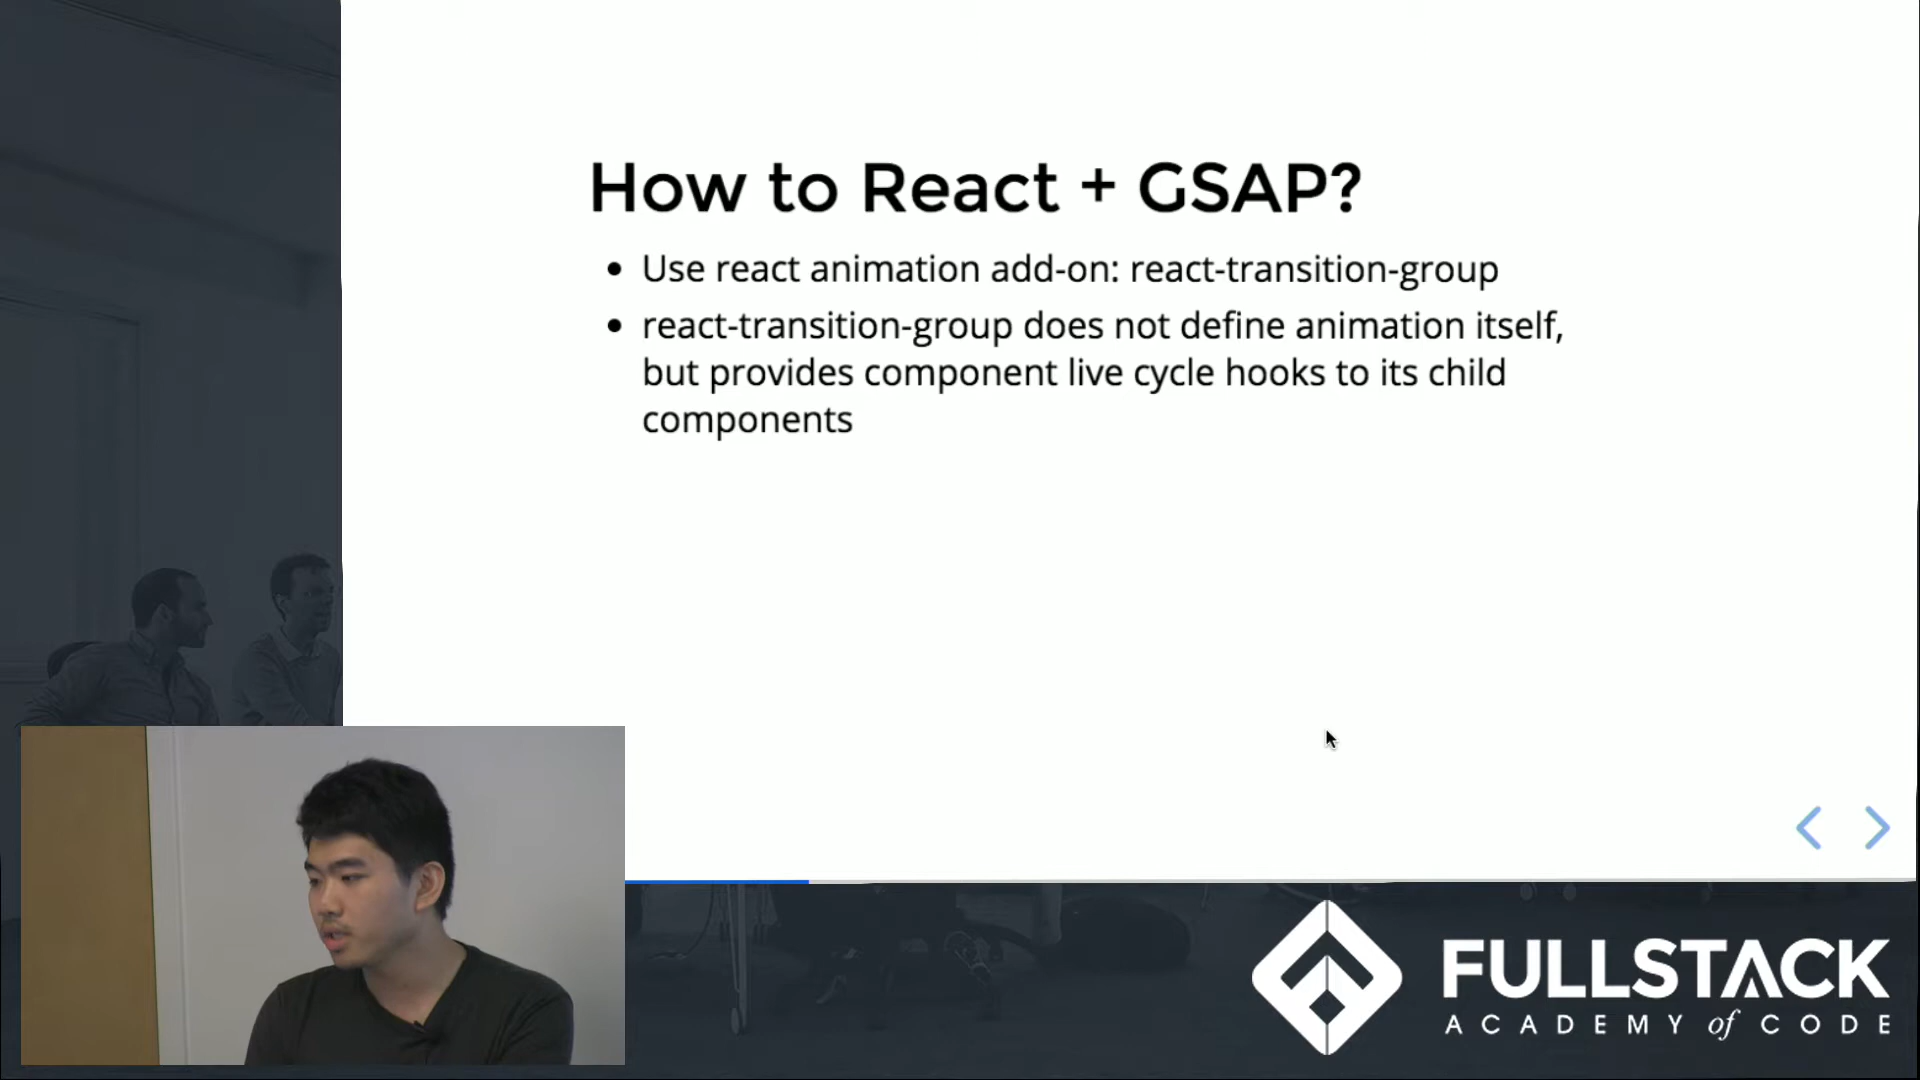 How to React + GSAP?
• Use react animation add-on: react-transition-group
• react-transition-group does not define animation itself,
but provides component live cycle hooks to its child
components
FULLSTACK
ACADEMY of CODE